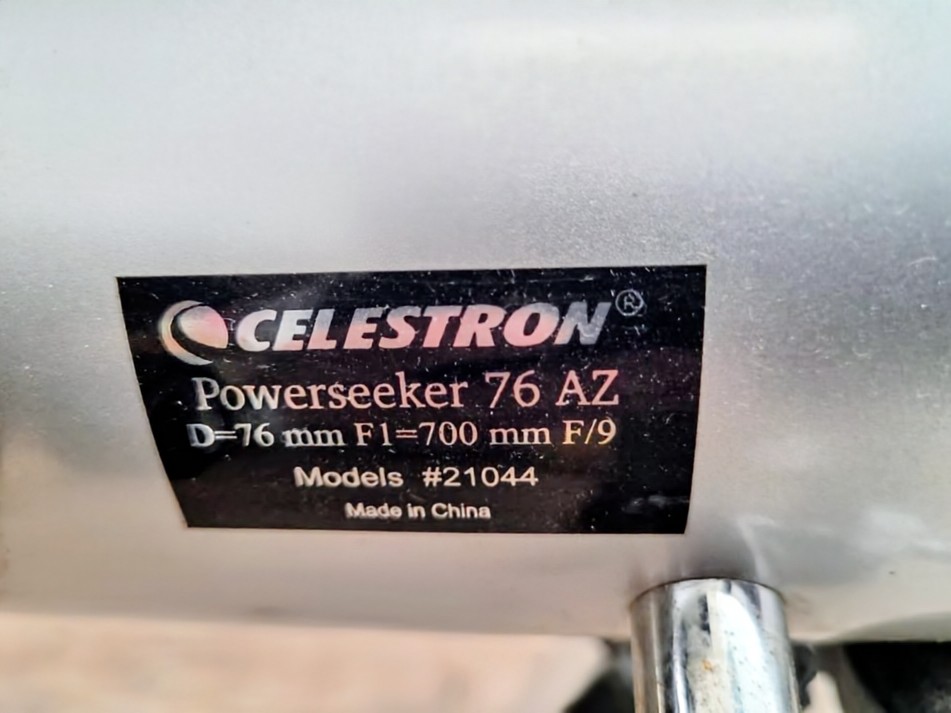 CELESTRON®
Powerseeker 76 AZ
D=76 mm F1=700 mm F/9
Models #21044
Made in China